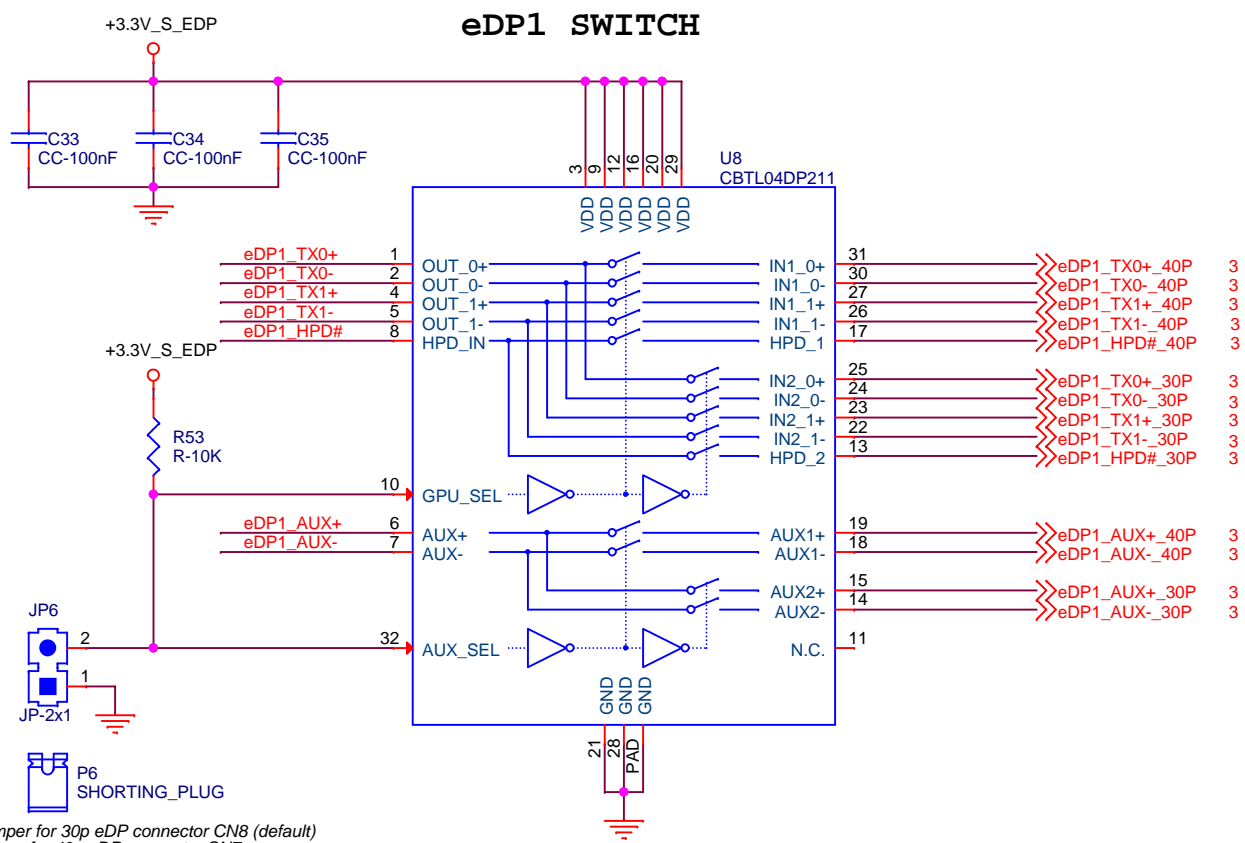 eDP1 SWITCH
+3.3V_S_EDP
C33
CC-100nF
C34
CC-100nF
C35
CC-100nF
U8
CBTL04DP211
3 9 12 16 20 29
VDD VDD VDD VDD VDD VDD
eDP1_TX0+ 1 OUT_0+ IN1_0+ 31 eDP1_TX0+_40P 3
eDP1_TX0- 2 OUT_0- IN1_0- 30 eDP1_TX0-_40P 3
eDP1_TX1+ 4 OUT_1+ IN1_1+ 27 eDP1_TX1+_40P 3
eDP1_TX1- 5 OUT_1- IN1_1- 26 eDP1_TX1-_40P 3
eDP1_HPD# 8 HPD_IN HPD_1 17 eDP1_HPD#_40P 3
+3.3V_S_EDP
IN2_0+ 25 eDP1_TX0+_30P 3
IN2_0- 24 eDP1_TX0-_30P 3
IN2_1+ 23 eDP1_TX1+_30P 3
IN2_1- 22 eDP1_TX1-_30P 3
HPD_2 13 eDP1_HPD#_30P 3
R53
R-10K
10 GPU_SEL
eDP1_AUX+ 6 AUX+ AUX1+ 19 eDP1_AUX+_40P 3
eDP1_AUX- 7 AUX- AUX1- 18 eDP1_AUX-_40P 3
AUX2+ 15 eDP1_AUX+_30P 3
AUX2- 14 eDP1_AUX-_30P 3
JP6
2
32 AUX_SEL N.C. 11
1
JP-2x1
GND GND GND
21 28 PAD
P6
SHORTING_PLUG
for 30p eDP connector CN8 (default)